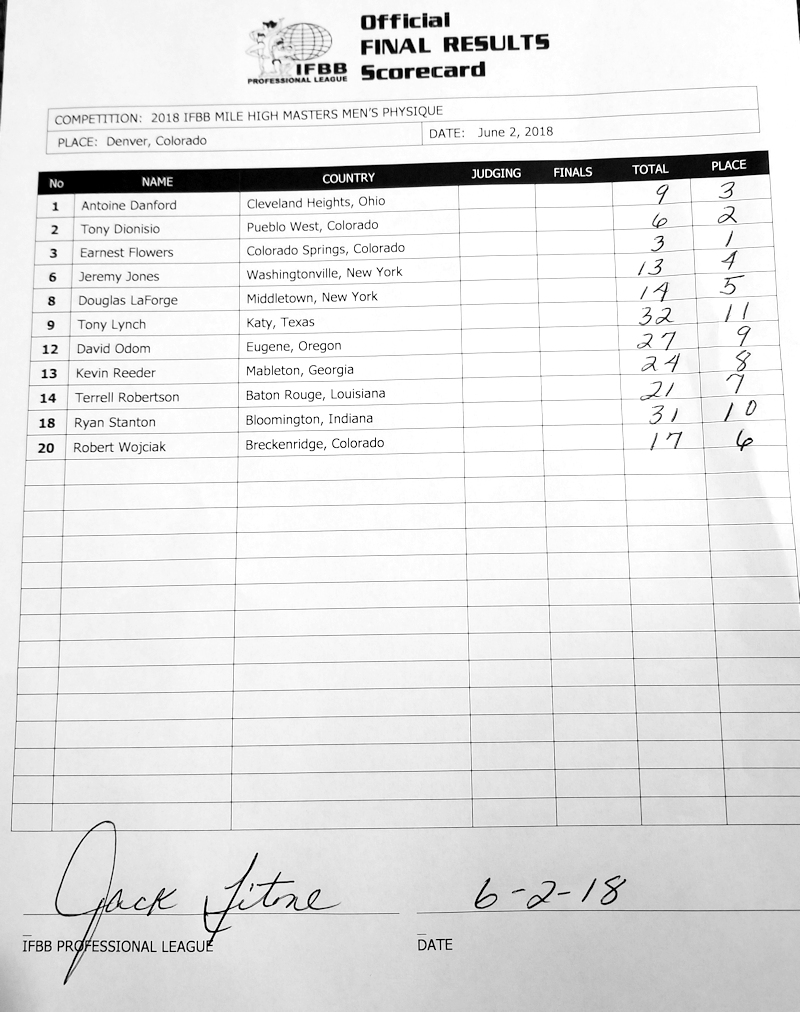 Official
FINAL RESULTS
Scorecard
IFBB
PROFESSIONAL LEAGUE
COMPETITION: 2018 IFBB MILE HIGH MASTERS MEN'S PHYSIQUE
PLACE: Denver, Colorado DATE: June 2, 2018
No NAME COUNTRY JUDGING FINALS TOTAL PLACE
1 Antoine Danford Cleveland Heights, Ohio 9 3
2 Tony Dionisio Pueblo West, Colorado 6 2
3 Earnest Flowers Colorado Springs, Colorado 3 1
6 Jeremy Jones Washingtonville, New York 13 4
8 Douglas LaForge Middletown, New York 14 5
9 Tony Lynch Katy, Texas 32 11
12 David Odom Eugene, Oregon 27 9
13 Kevin Reeder Mableton, Georgia 24 8
14 Terrell Robertson Baton Rouge, Louisiana 21 7
18 Ryan Stanton Bloomington, Indiana 31 10
20 Robert Wojciak Breckenridge, Colorado 17 6
Jack Titone 6-2-18
IFBB PROFESSIONAL LEAGUE DATE